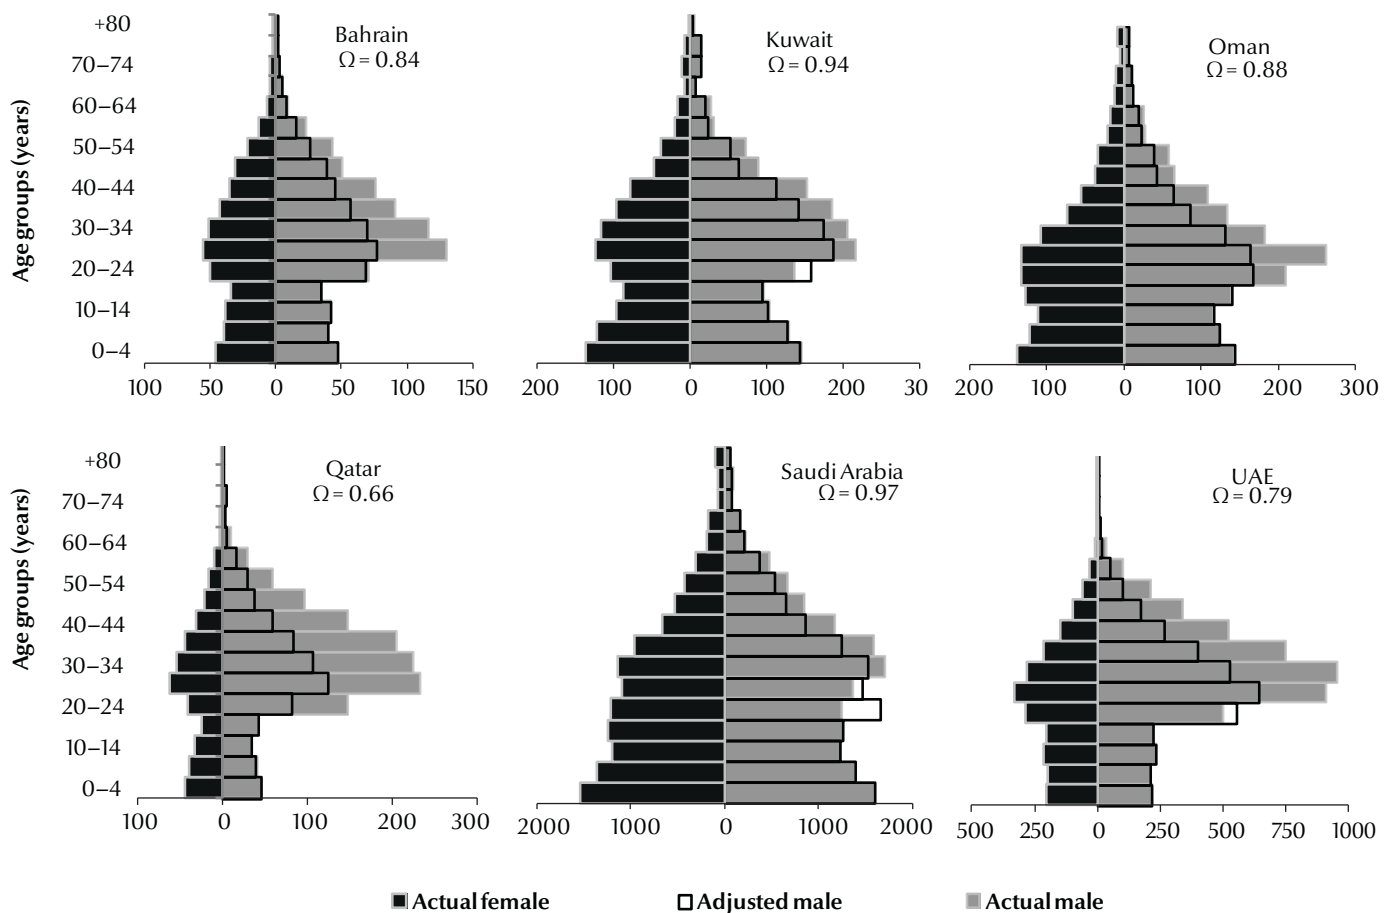 Age groups (years)
+80
70–74
60–64
50–54
40–44
30–34
20–24
10–14
0–4
Bahrain
Ω = 0.84
100 50 0 50 100 150
Kuwait
Ω = 0.94
200 100 0 100 200 30
Oman
Ω = 0.88
200 100 0 100 200 300
Age groups (years)
+80
70–74
60–64
50–54
40–44
30–34
20–24
10–14
0–4
Qatar
Ω = 0.66
100 0 100 200 300
Saudi Arabia
Ω = 0.97
2000 1000 0 1000 2000
UAE
Ω = 0.79
500 250 0 250 500 750 1000
Actual female Adjusted male Actual male